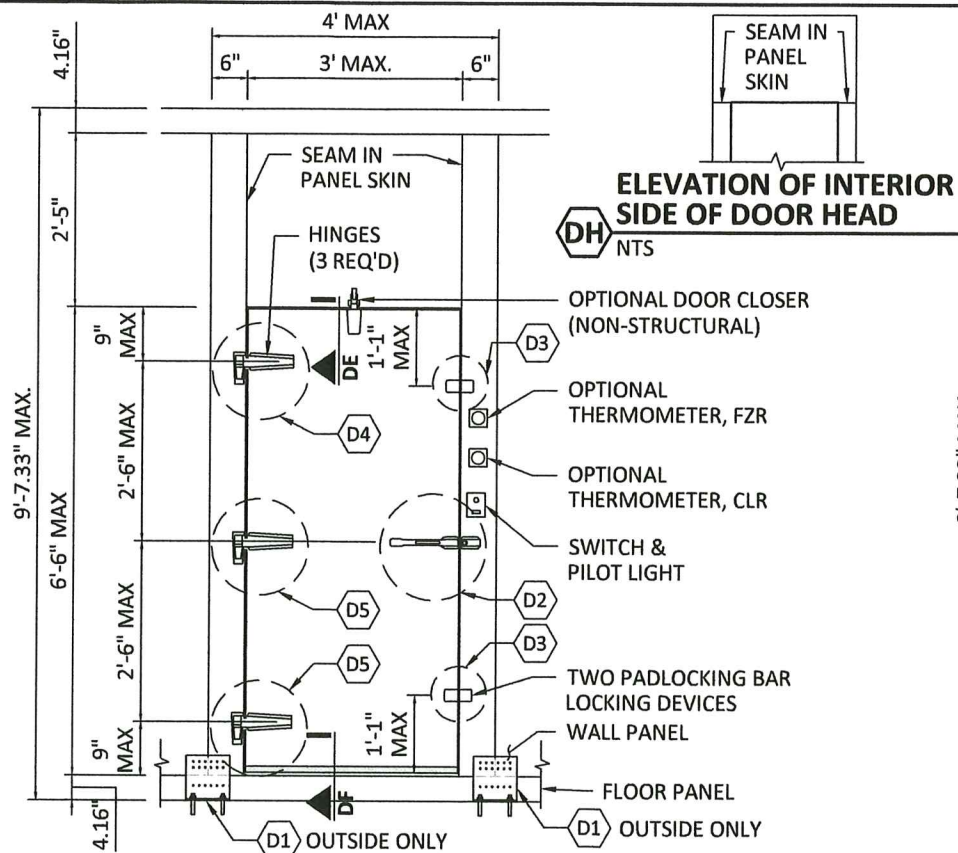 4' MAX
4.16"
6"
3' MAX.
6"
SEAM IN
PANEL
SKIN
SEAM IN
PANEL SKIN
ELEVATION OF INTERIOR
SIDE OF DOOR HEAD
DH
NTS
2'-5"
HINGES
(3 REQ'D)
OPTIONAL DOOR CLOSER
(NON-STRUCTURAL)
9"
MAX
DE
1'-1"
MAX
D3
OPTIONAL
THERMOMETER, FZR
D4
9'-7.33" MAX.
6'-6" MAX
2'-6" MAX
OPTIONAL
THERMOMETER, CLR
SWITCH &
PILOT LIGHT
D5
D2
2'-6" MAX
D5
D3
TWO PADLOCKING BAR
LOCKING DEVICES
1'-1"
MAX
WALL PANEL
9"
MAX
FLOOR PANEL
4.16"
DF
D1 OUTSIDE ONLY
D1 OUTSIDE ONLY